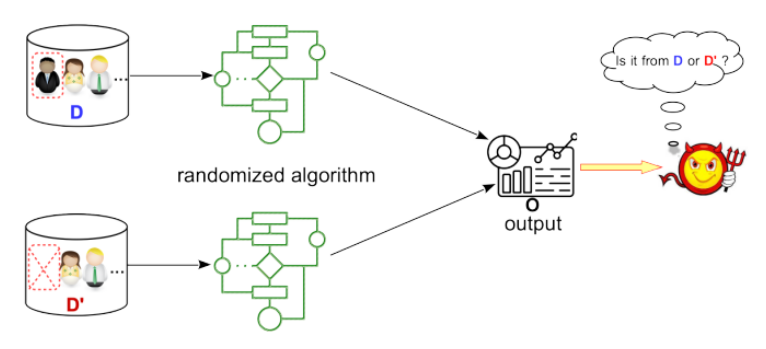 Is it from D or D' ?
...
D
randomized algorithm
O
output
...
D'